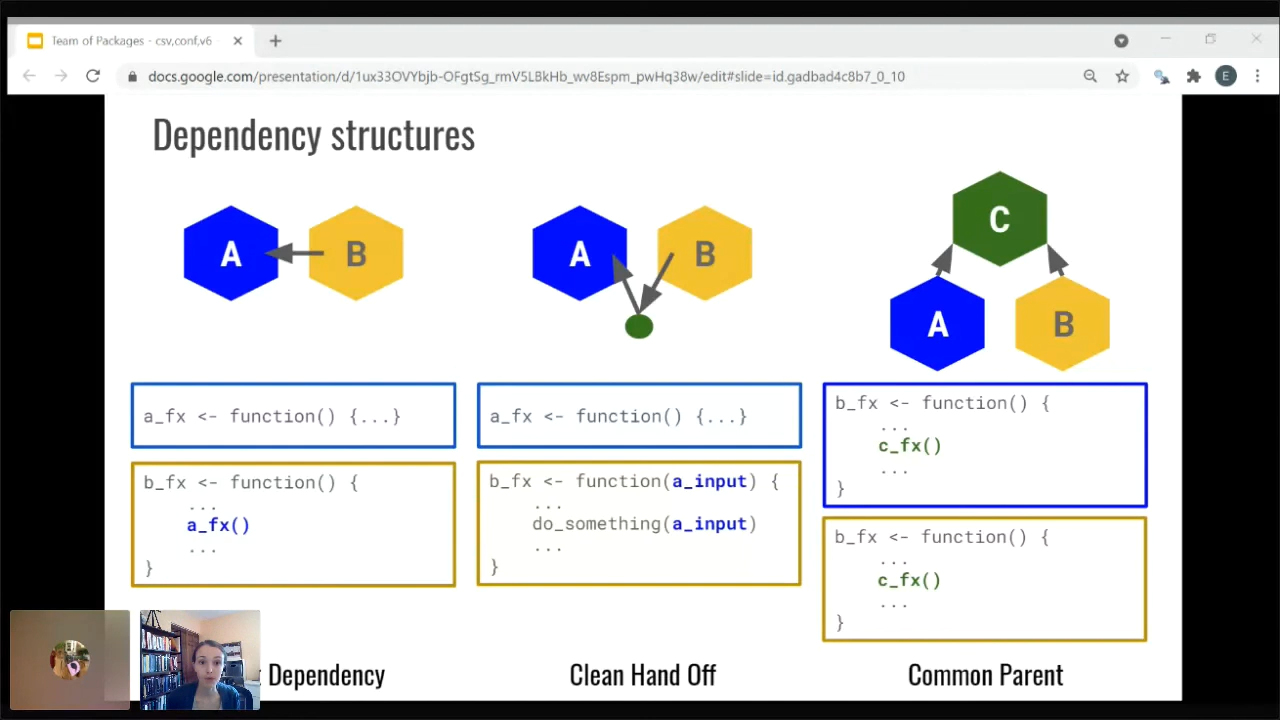 Team of Packages - csv,conf,v6
docs.google.com/presentation/d/1ux33OVYbjb-OFgtSg_rmV5LBkHb_wv8Espm_pwHq38w/edit#slide=id.gadbad4c8b7_0_10
E
Dependency structures
A
B
A
B
C
A
B
a_fx <- function() {...}
b_fx <- function() {
...
a_fx()
...
}
Dependency
a_fx <- function() {...}
b_fx <- function(a_input) {
...
do_something(a_input)
...
}
Clean Hand Off
b_fx <- function() {
...
c_fx()
...
}
b_fx <- function() {
...
c_fx()
...
}
Common Parent